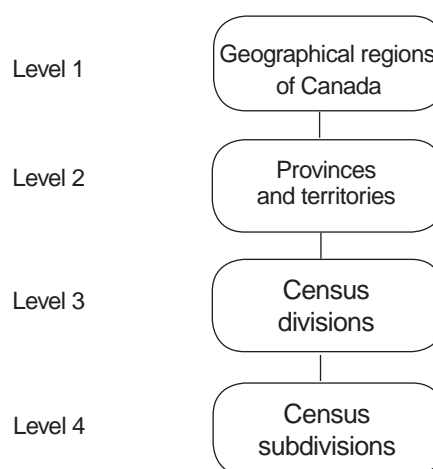 Level 1
Geographical regions
of Canada
Level 2
Provinces
and territories
Level 3
Census
divisions
Level 4
Census
subdivisions